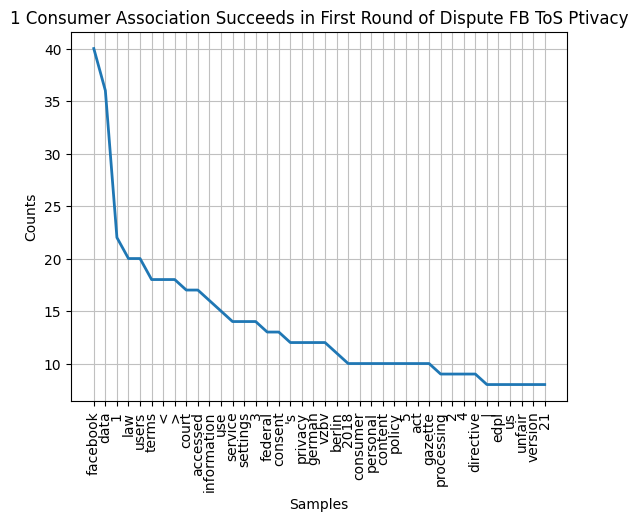 1 Consumer Association Succeeds in First Round of Dispute FB ToS Ptivacy
Counts
40
35
30
25
20
15
10
facebook
data
1
law
users
terms
<
>
court
accessed
information
use
service
settings
3
federal
consent
's
privacy
german
vzbv
berlin
2018
consumer
personal
content
policy
5
act
gazette
processing
2
4
directive
|
edpl
us
unfair
version
21
Samples